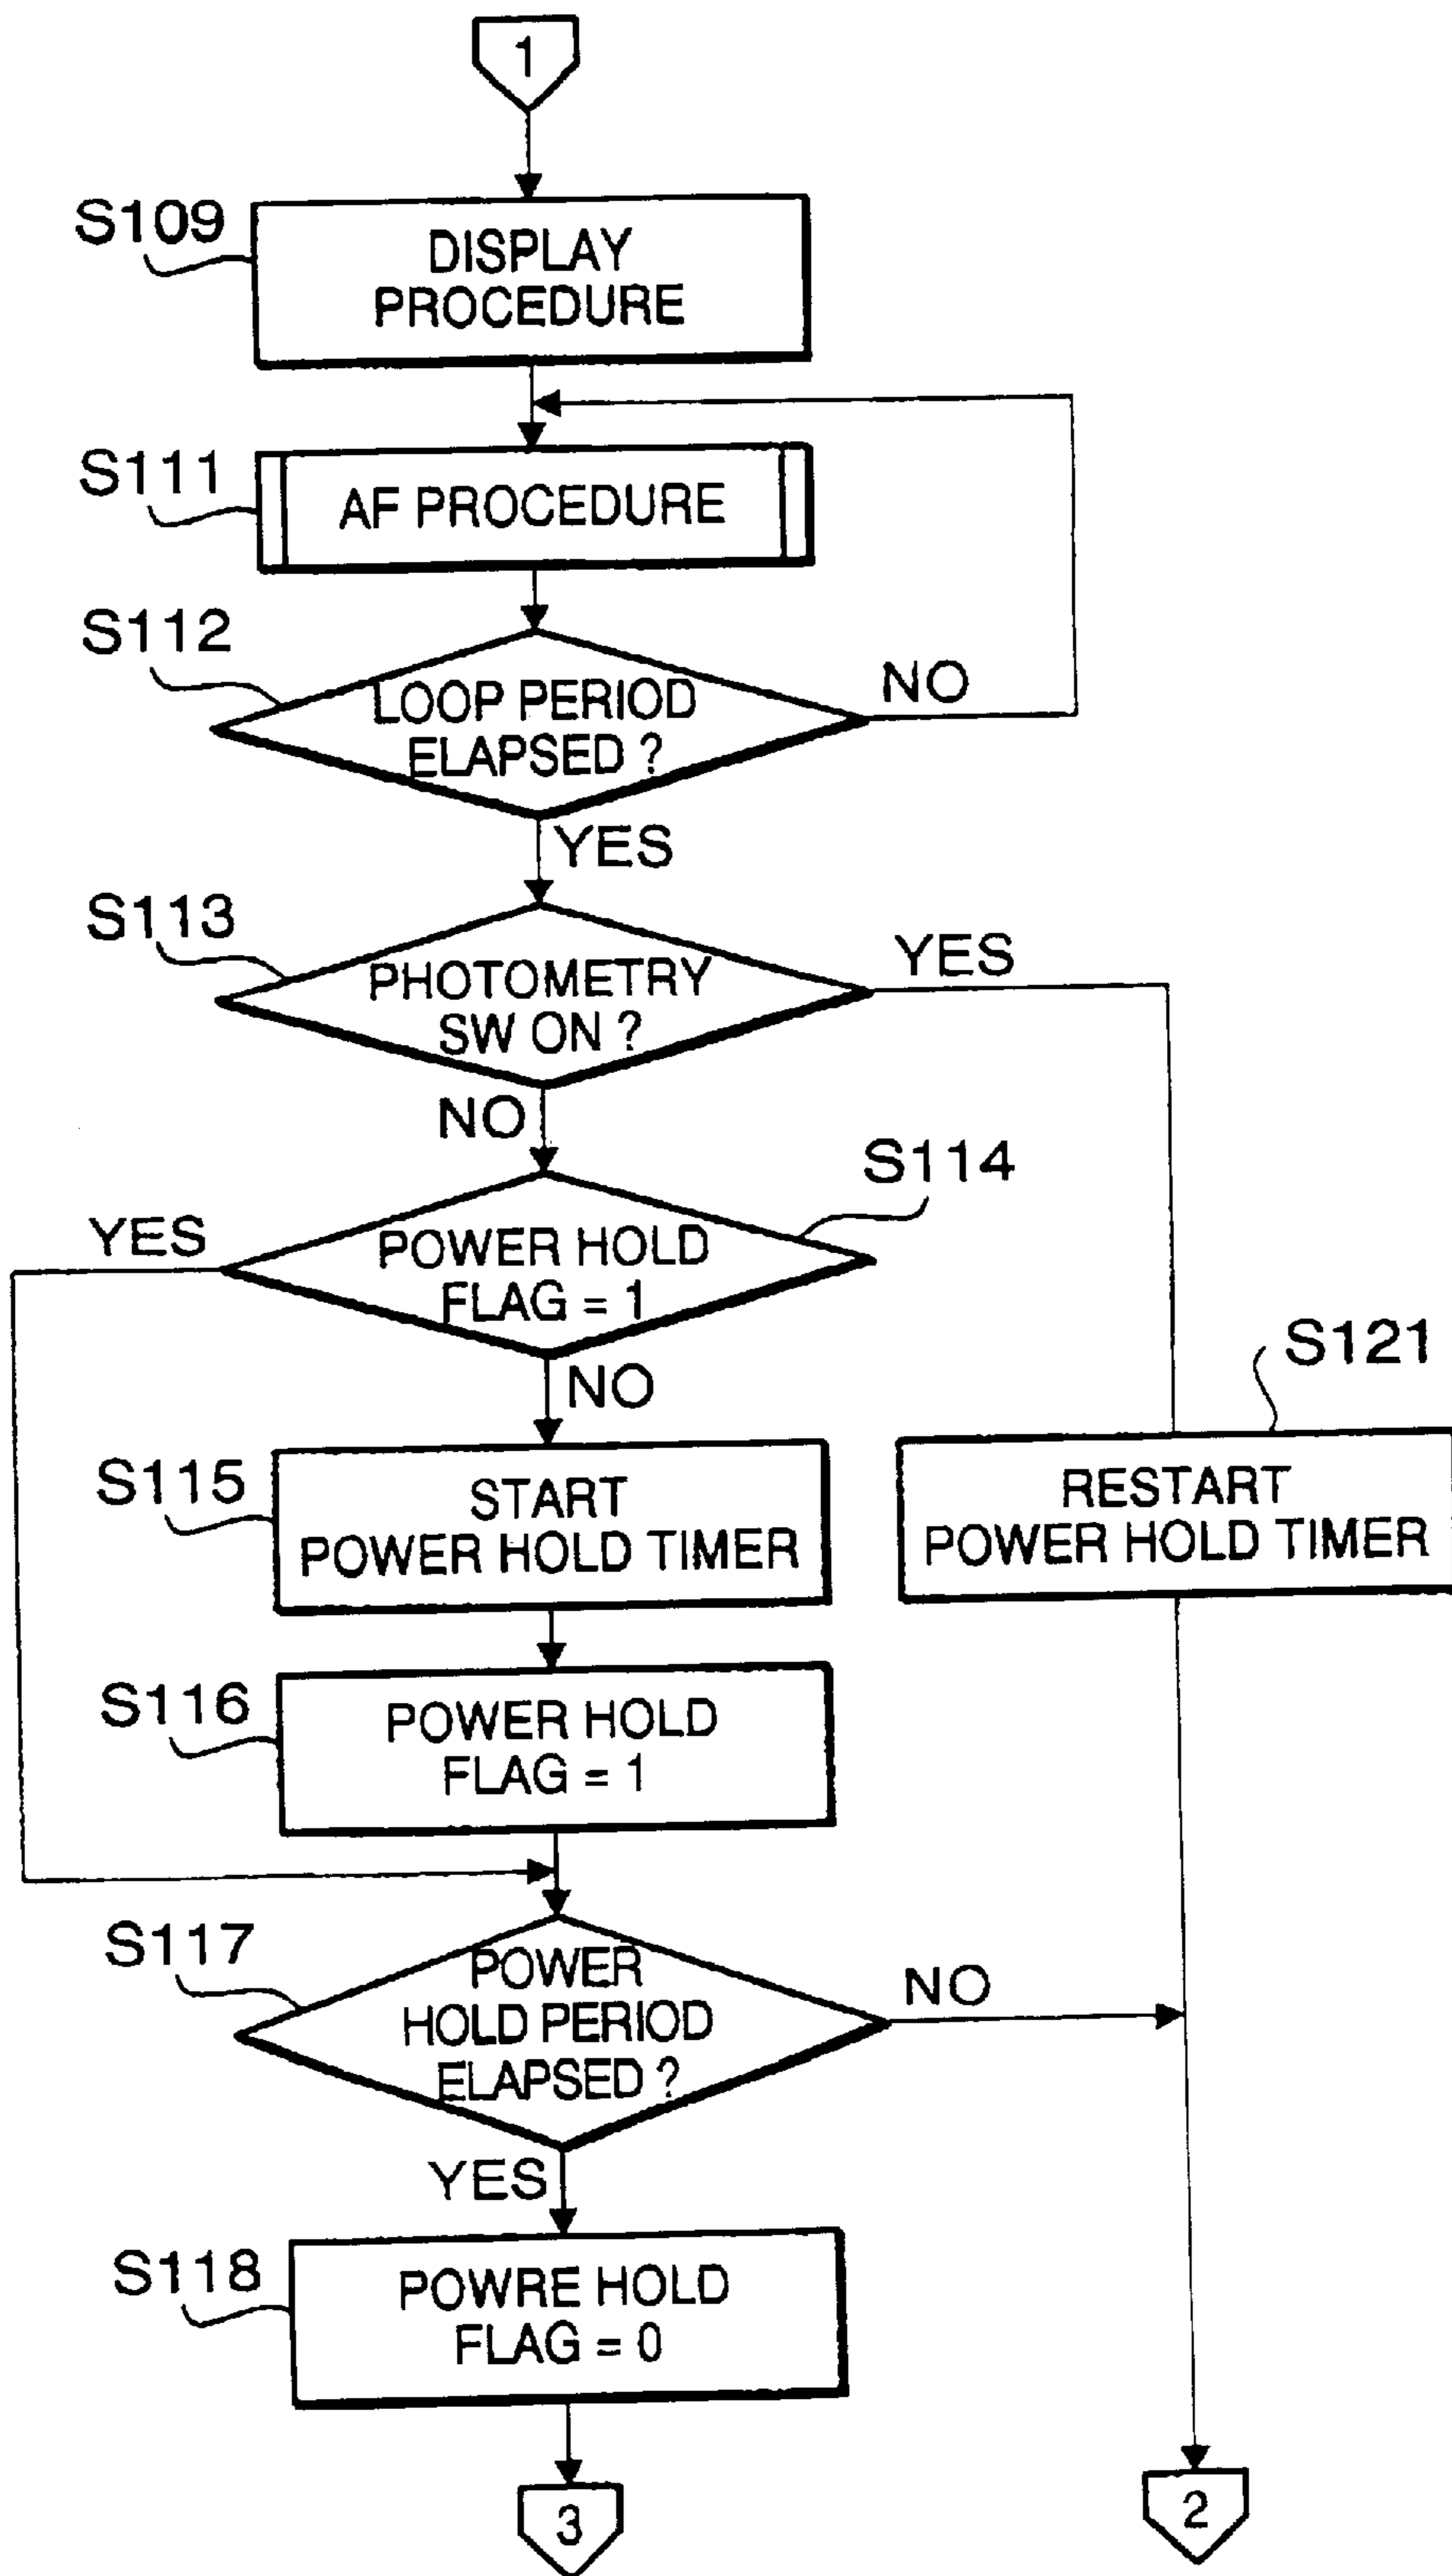 1
S109
DISPLAY
PROCEDURE
S111
AF PROCEDURE
S112
LOOP PERIOD
ELAPSED ?
NO
YES
S113
PHOTOMETRY
SW ON ?
YES
NO
S114
YES
POWER HOLD
FLAG = 1
NO
S121
S115
START
POWER HOLD TIMER
RESTART
POWER HOLD TIMER
S116
POWER HOLD
FLAG = 1
S117
POWER
HOLD PERIOD
ELAPSED ?
NO
YES
S118
POWRE HOLD
FLAG = 0
3
2